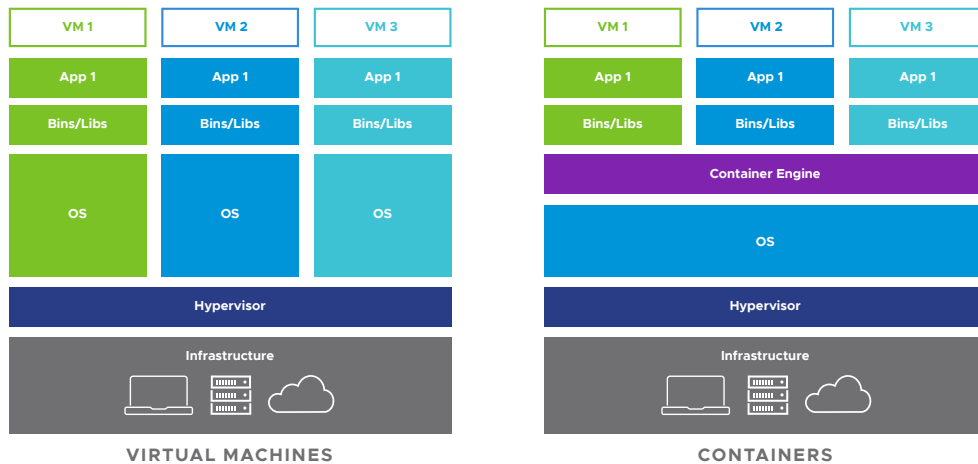 VM 1
VM 2
VM 3
App 1
App 1
App 1
Bins/Libs
Bins/Libs
Bins/Libs
OS
OS
OS
Hypervisor
Infrastructure
VIRTUAL MACHINES
VM 1
VM 2
VM 3
App 1
App 1
App 1
Bins/Libs
Bins/Libs
Bins/Libs
Container Engine
OS
Hypervisor
Infrastructure
CONTAINERS